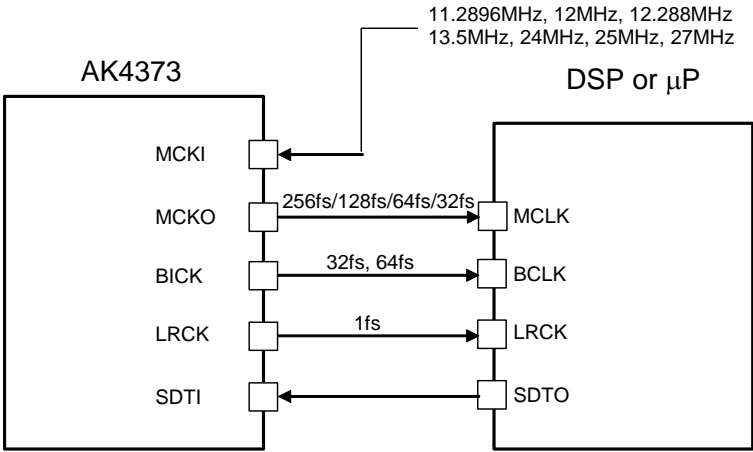 11.2896MHz, 12MHz, 12.288MHz
13.5MHz, 24MHz, 25MHz, 27MHz
AK4373
DSP or μP
MCKI
MCKO
256fs/128fs/64fs/32fs
MCLK
BICK
32fs, 64fs
BCLK
LRCK
1fs
LRCK
SDTI
SDTO